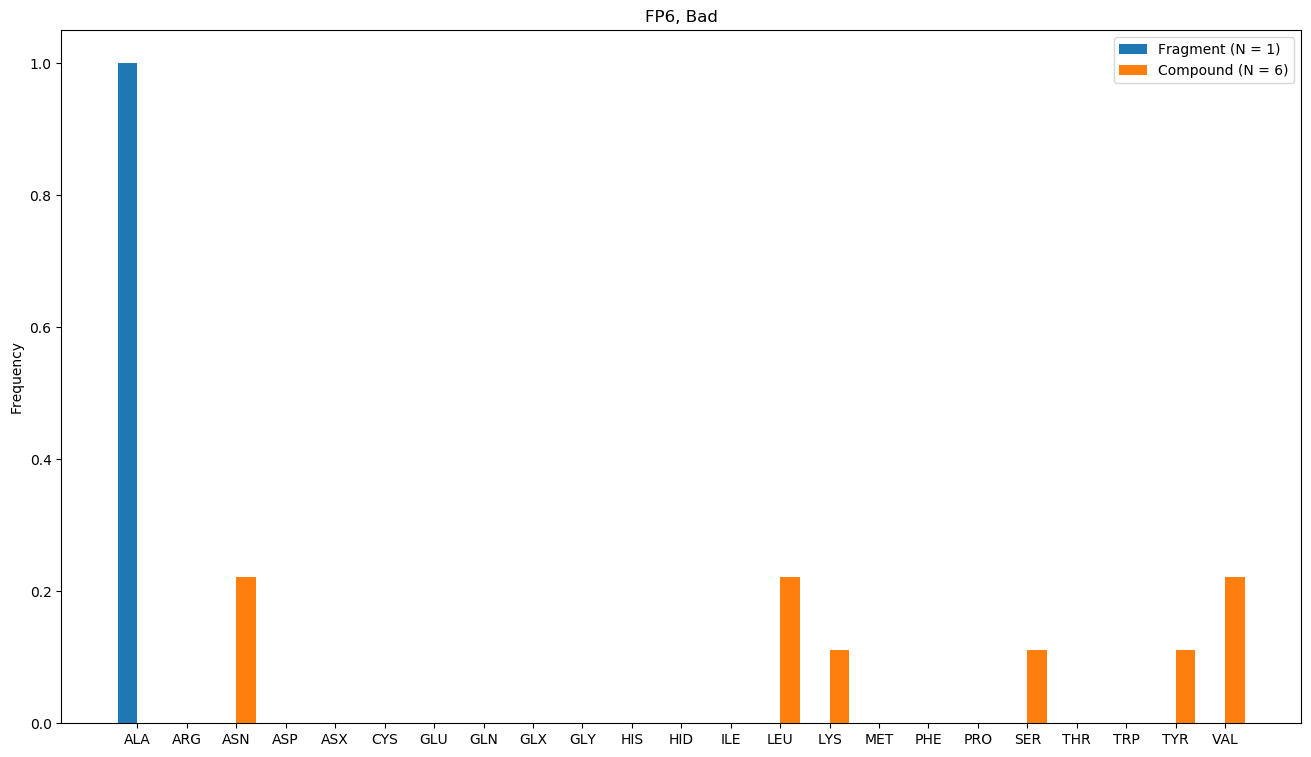 FP6, Bad
Fragment (N = 1)
Compound (N = 6)
Frequency
1.0
0.8
0.6
0.4
0.2
0.0
ALA ARG ASN ASP ASX CYS GLU GLN GLX GLY HIS HID ILE LEU LYS MET PHE PRO SER THR TRP TYR VAL